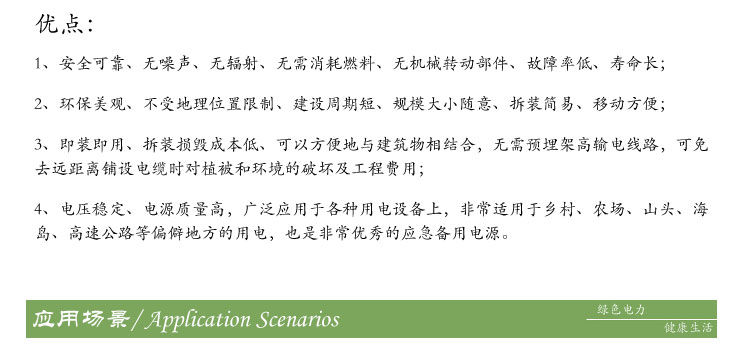 优点：
1、安全可靠、无噪声、无辐射、无需消耗燃料、无机械转动部件、故障率低、寿命长；
2、环保美观、不受地理位置限制、建设周期短、规模大小随意、拆装简易、移动方便；
3、即装即用、拆装损毁成本低、可以方便地与建筑物相结合，无需预埋架高输电线路，可免
去远距离铺设电缆时对植被和环境的破坏及工程费用；
4、电压稳定、电源质量高，广泛应用于各种用电设备上，非常适用于乡村、农场、山头、海
岛、高速公路等偏僻地方的用电，也是非常优秀的应急备用电源。
应用场景/Application Scenarios
绿色电力
健康生活